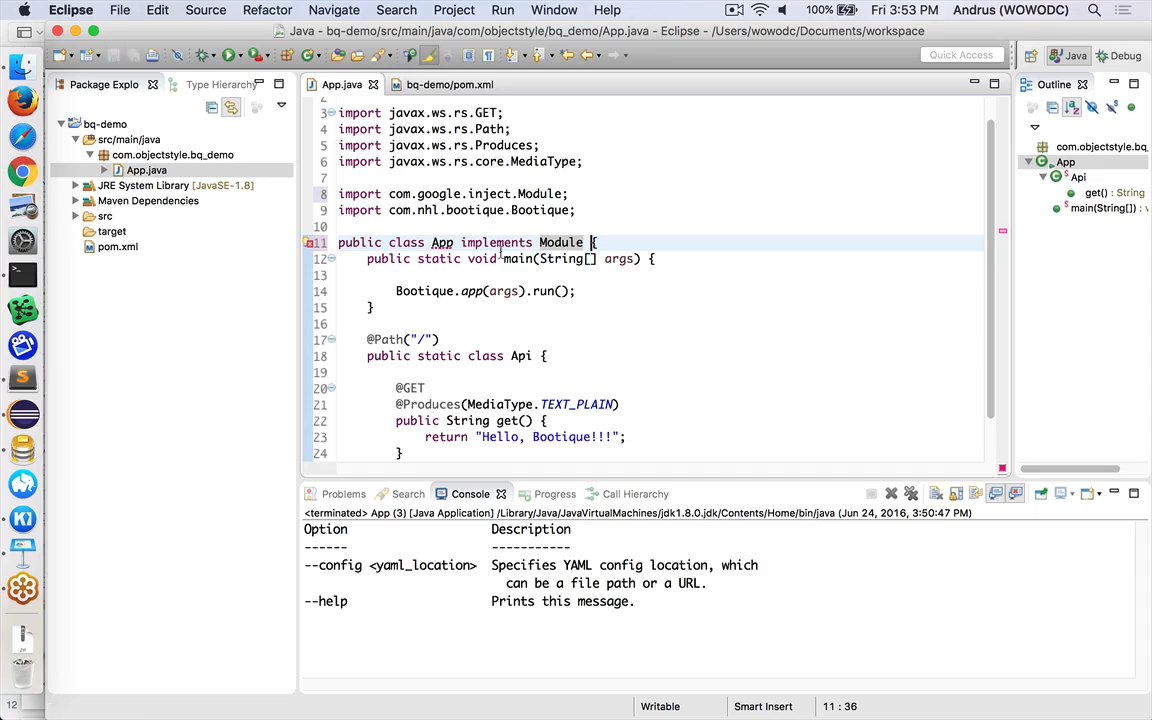 Eclipse File Edit Source Refactor Navigate Search Project Run Window Help 100% Fri 3:53 PM Andrus (WOWODC)
Java - bq-demo/src/main/java/com/objectstyle/bq_demo/App.java - Eclipse - /Users/wowodc/Documents/workspace
Quick Access Java Debug
Package Explo Type Hierarchy
App.java bq-demo/pom.xml
Outline
bq-demo
src/main/java
com.objectstyle.bq_demo
App.java
JRE System Library [JavaSE-1.8]
Maven Dependencies
src
target
pom.xml
2
3 import javax.ws.rs.GET;
4 import javax.ws.rs.Path;
5 import javax.ws.rs.Produces;
6 import javax.ws.rs.core.MediaType;
7
8 import com.google.inject.Module;
9 import com.nhl.bootique.Bootique;
10
11 public class App implements Module {
12 public static void main(String[] args) {
13
14 Bootique.app(args).run();
15 }
16
17 @Path("/")
18 public static class Api {
19
20 @GET
21 @Produces(MediaType.TEXT_PLAIN)
22 public String get() {
23 return "Hello, Bootique!!!";
24 }
com.objectstyle.bq
App
Api
get() : String
main(String[]) : v
Problems Search Console Progress Call Hierarchy
<terminated> App (3) [Java Application] /Library/Java/JavaVirtualMachines/jdk1.8.0.jdk/Contents/Home/bin/java (Jun 24, 2016, 3:50:47 PM)
Option Description
------ -----------
--config <yaml_location> Specifies YAML config location, which
can be a file path or a URL.
--help Prints this message.
Writable Smart Insert 11 : 36
12